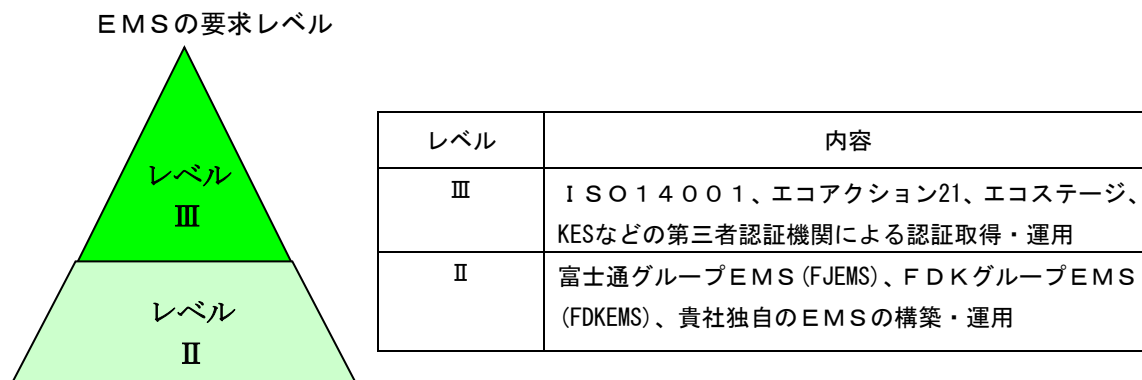 ＥＭＳの要求レベル
レベル
Ⅲ
レベル
Ⅱ
レベル 内容
Ⅲ ＩＳＯ１４００１、エコアクション21、エコステージ、
KESなどの第三者認証機関による認証取得・運用
Ⅱ 富士通グループＥＭＳ(FJEMS)、ＦＤＫグループＥＭＳ
(FDKEMS)、貴社独自のＥＭＳの構築・運用